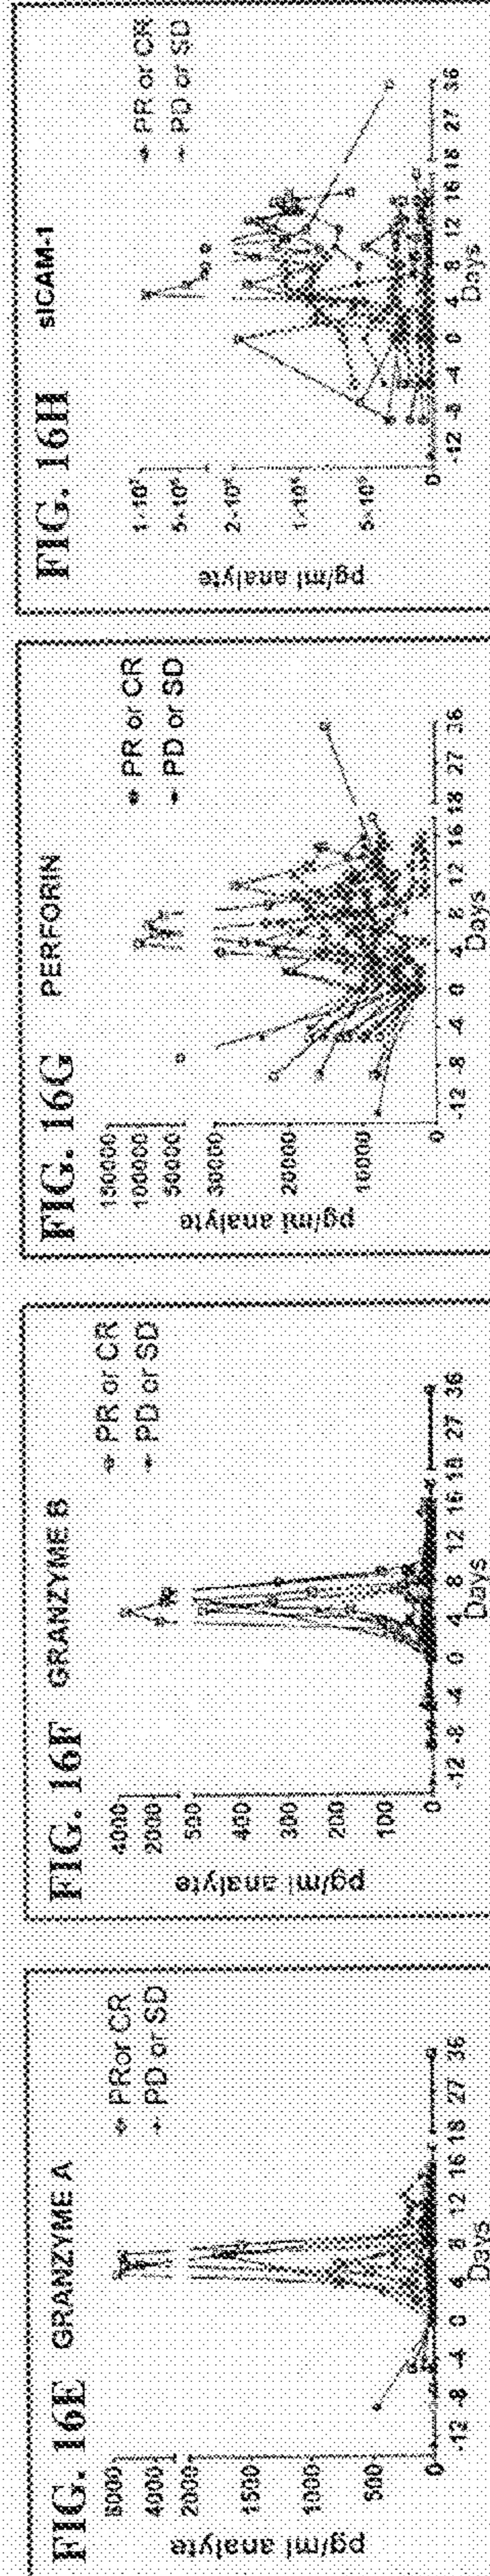 FIG. 16E GRANZYME A
PR or CR
PD or SD
4000
2000
1500
1000
500
0
pg/ml analyte
-12 -8 -4 0 4 8 12 16 18 27 36
Days
FIG. 16F GRANZYME B
PR or CR
PD or SD
4000
2000
500
400
300
200
100
0
pg/ml analyte
-12 -8 -4 0 4 8 12 16 18 27 36
Days
FIG. 16G PERFORIN
PR or CR
PD or SD
150000
100000
50000
30000
20000
10000
0
pg/ml analyte
-12 -8 -4 0 4 8 12 16 18 27 36
Days
FIG. 16H sICAM-1
PR or CR
PD or SD
0
pg/ml analyte
-12 -8 -4 0 4 8 12 16 18 27 36
Days